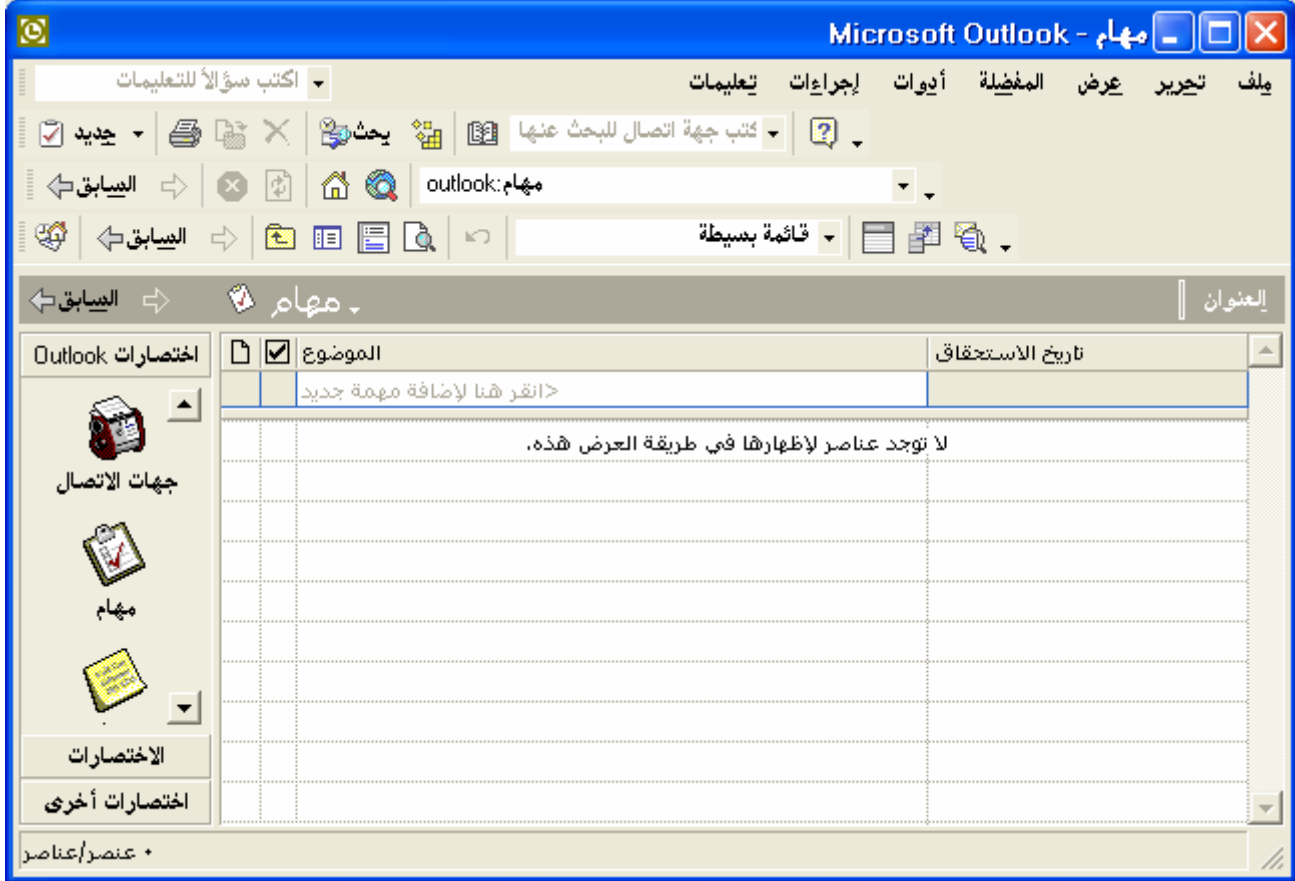 مهام - Microsoft Outlook
ملف تحرير عرض المفضلة أدوات إجراءات تعليمات اكتب سؤالاً للتعليمات
جديد بحث كتب جهة اتصال للبحث عنها
السابق outlook:مهام
السابق قائمة بسيطة
السابق مهام العنوان
اختصارات Outlook الموضوع تاريخ الاستحقاق
<انقر هنا لإضافة مهمة جديد
لا توجد عناصر لإظهارها في طريقة العرض هذه.
جهات الاتصال
مهام
الاختصارات
اختصارات أخرى
٠ عنصر/عناصر